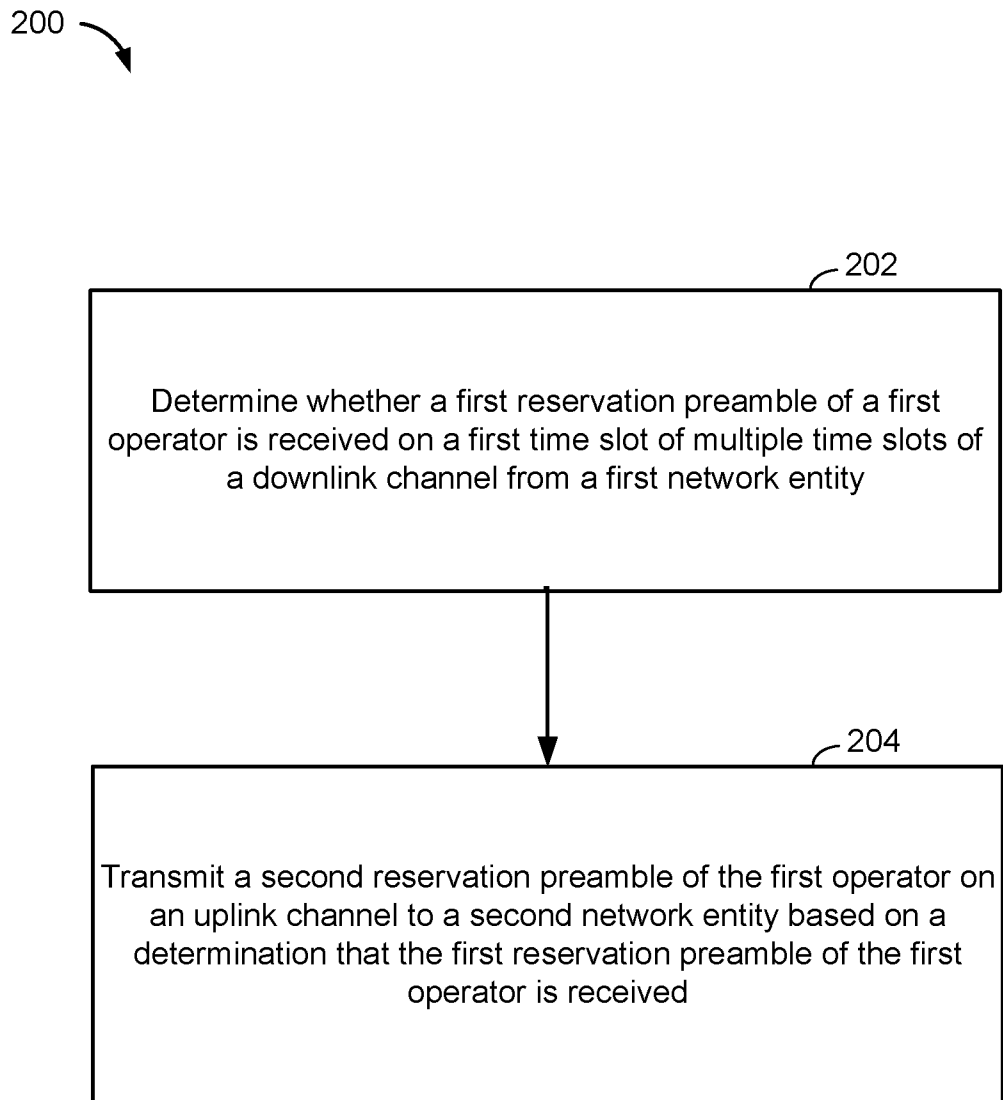 200
202
Determine whether a first reservation preamble of a first
operator is received on a first time slot of multiple time slots of
a downlink channel from a first network entity
204
Transmit a second reservation preamble of the first operator on
an uplink channel to a second network entity based on a
determination that the first reservation preamble of the first
operator is received